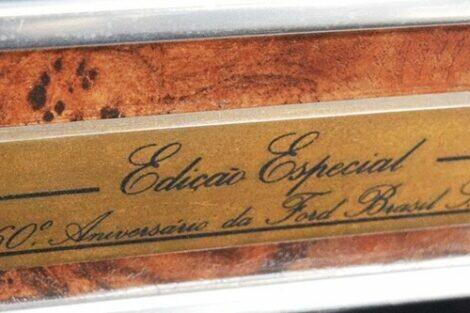 Edição Especial
60º. Aniversário da Ford Brasil